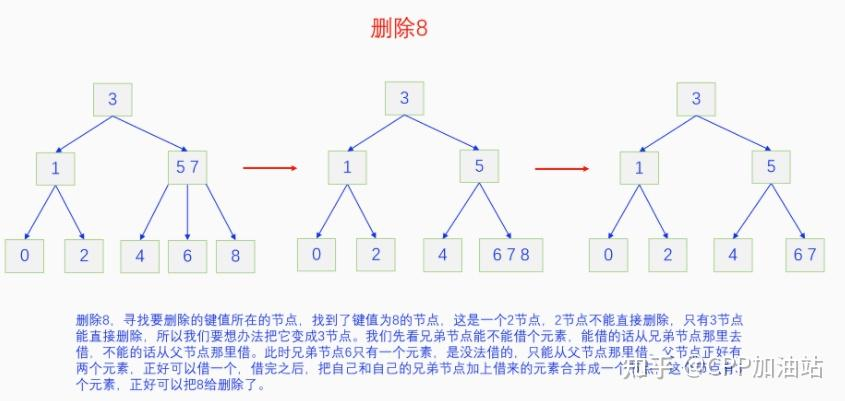 删除8
3
3
3
1
5 7
1
5
1
5
0
2
4
6
8
0
2
4
6 7 8
0
2
4
6 7
删除8，寻找要删除的键值所在的节点，找到了键值为8的节点，这是一个2节点，2节点不能直接删除，只有3节点
能直接删除，所以我们要想办法把它变成3节点。我们先看兄弟节点能不能借个元素，能借的话从兄弟节点那里去
借，不能的话从父节点那里借。此时兄弟节点6只有一个元素，是没法借的，只能从父节点那里借，父节点正好有
两个元素，正好可以借一个，借完之后，把自己和自己的兄弟节点加上借来的元素合并成一个
个元素，正好可以把8给删除了。
知乎 @CPP加油站